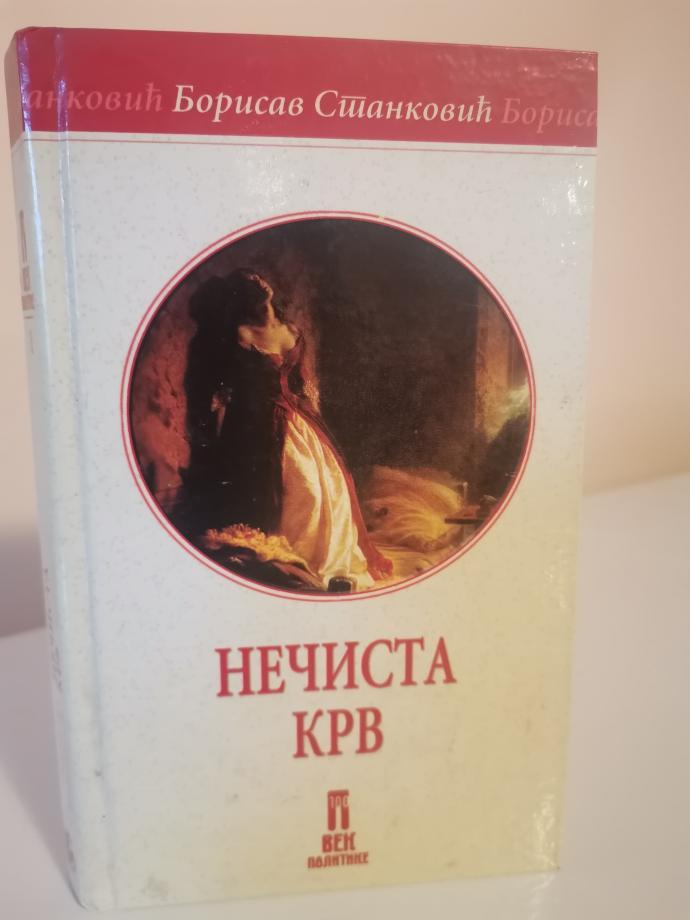 анковић Борисав Станковић Бориса
НЕЧИСТА
КРВ
100
ВЕК
ПОЛИТИКЕ